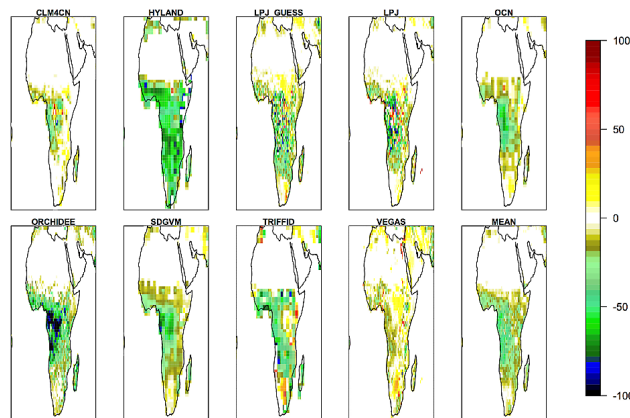 CLM4CN HYLAND LPJ_GUESS LPJ OCN
100
50
0
-50
-100
ORCHIDEE SDGVM TRIFFID VEGAS MEAN